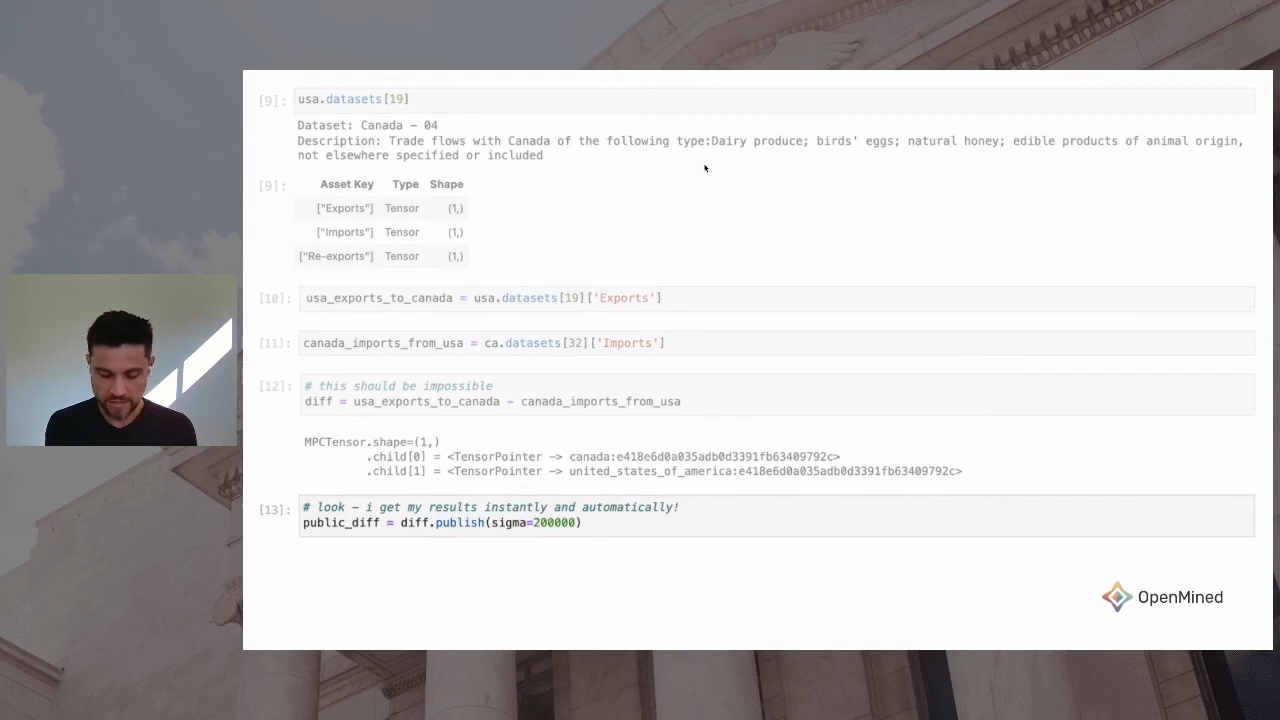 [9]: usa.datasets[19]
Dataset: Canada - 04
Description: Trade flows with Canada of the following type:Dairy produce; birds' eggs; natural honey; edible products of animal origin,
not elsewhere specified or included
[9]: Asset Key Type Shape
["Exports"] Tensor (1,)
["Imports"] Tensor (1,)
["Re-exports"] Tensor (1,)
[10]: usa_exports_to_canada = usa.datasets[19]['Exports']
[11]: canada_imports_from_usa = ca.datasets[32]['Imports']
[12]: # this should be impossible
diff = usa_exports_to_canada - canada_imports_from_usa
MPCTensor.shape=(1,)
.child[0] = <TensorPointer -> canada:e418e6d0a035adb0d3391fb63409792c>
.child[1] = <TensorPointer -> united_states_of_america:e418e6d0a035adb0d3391fb63409792c>
[13]: # look - i get my results instantly and automatically!
public_diff = diff.publish(sigma=200000)
OpenMined